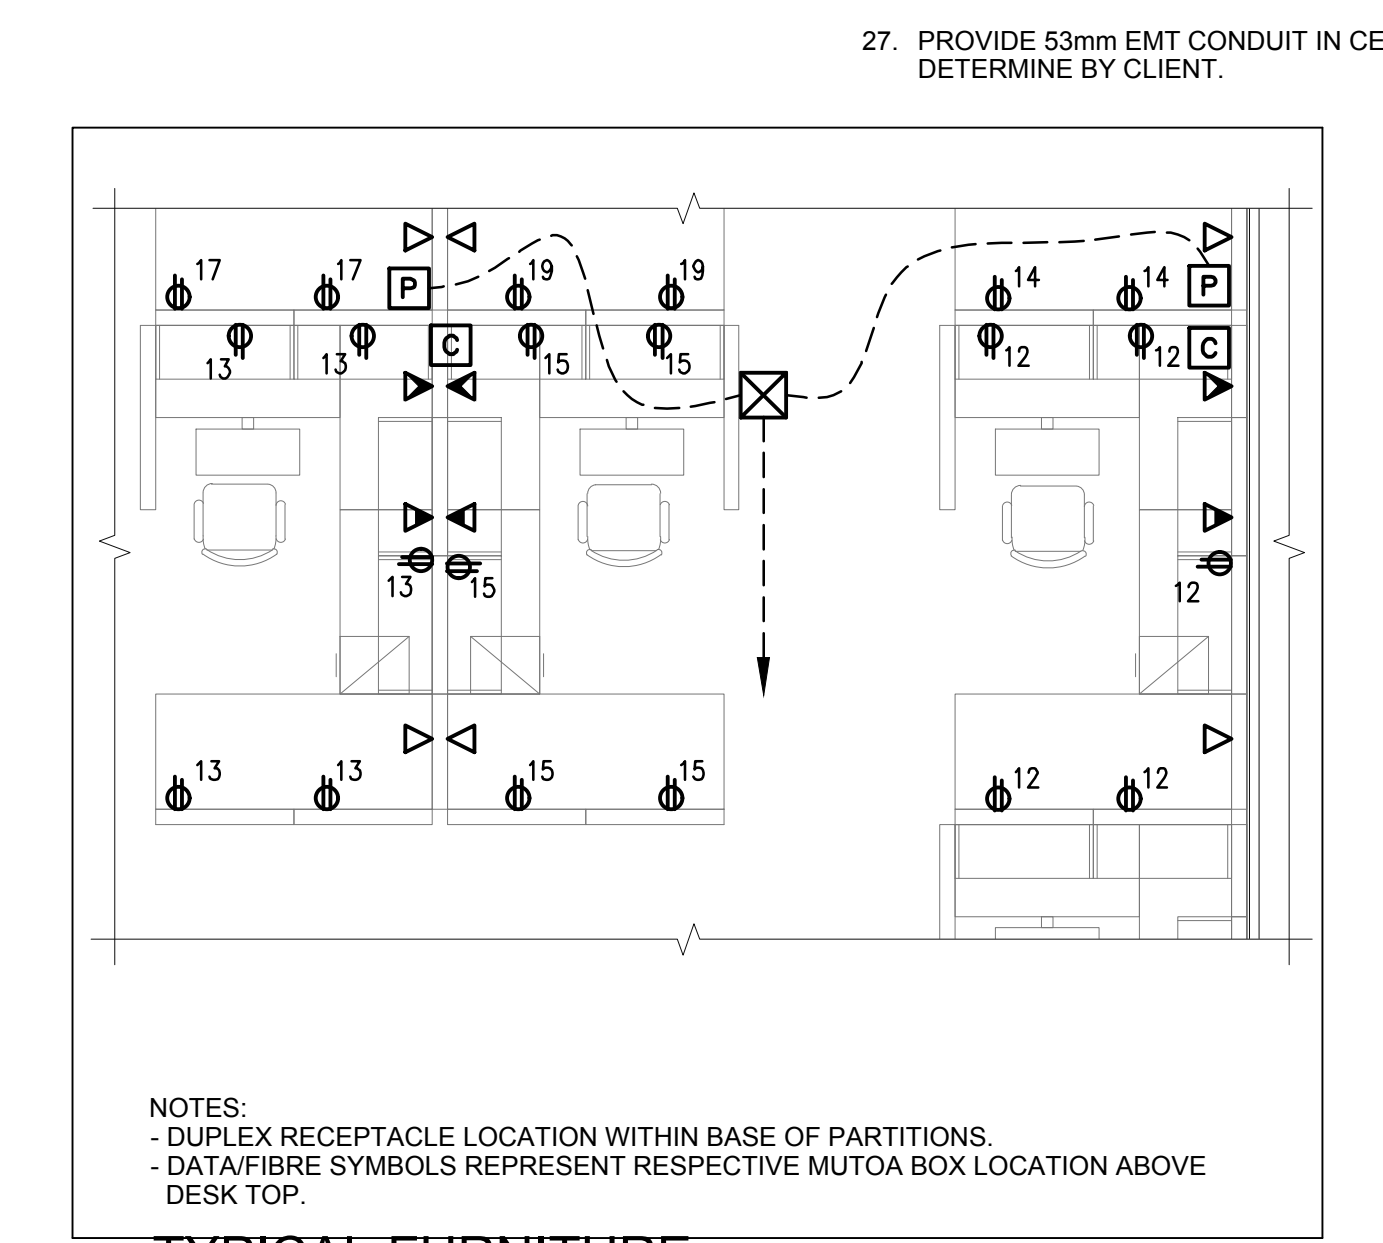 27. PROVIDE 53mm EMT CONDUIT IN CE
DETERMINE BY CLIENT.
17 17 19 19 14 14
P P
13 13 C 15 15 12 12 C
13 15 12
13 13 15 15 12 12
NOTES:
- DUPLEX RECEPTACLE LOCATION WITHIN BASE OF PARTITIONS.
- DATA/FIBRE SYMBOLS REPRESENT RESPECTIVE MUTOA BOX LOCATION ABOVE
DESK TOP.
TYPICAL FURNITURE